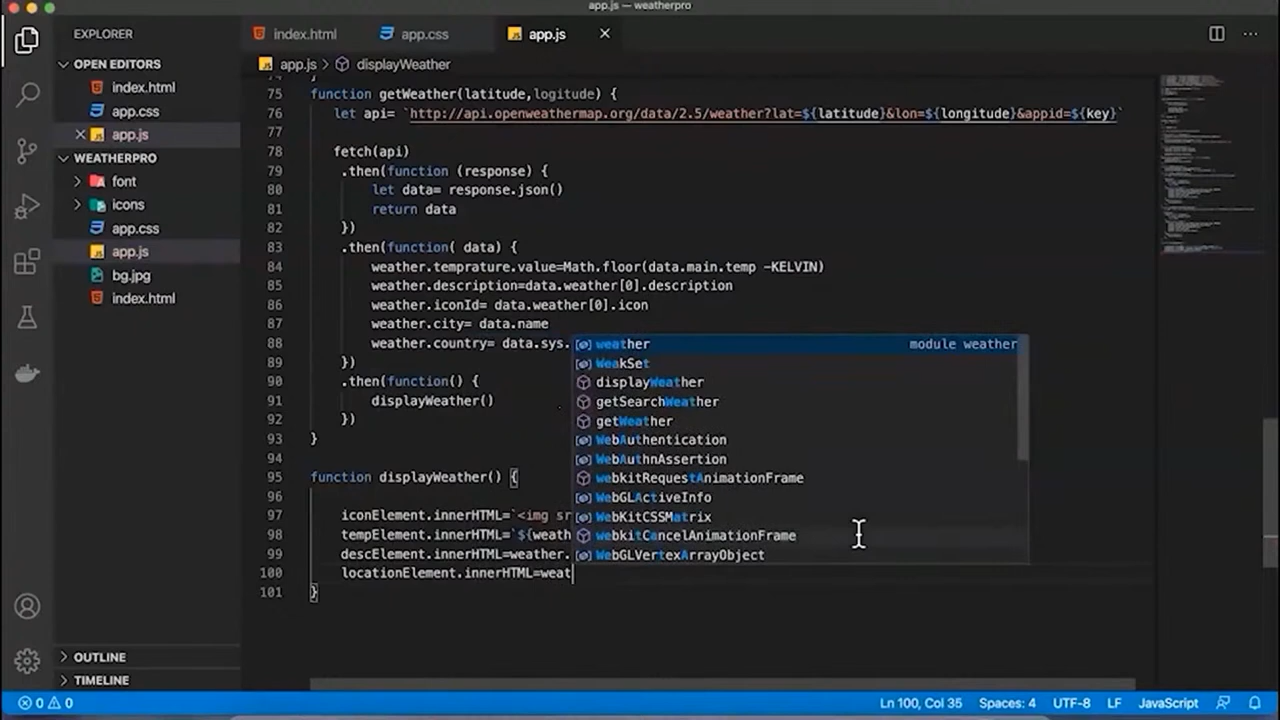 app.js — weatherpro
EXPLORER
index.html
app.css
app.js
app.js > displayWeather
OPEN EDITORS
index.html
app.css
app.js
WEATHERPRO
font
icons
app.css
app.js
bg.jpg
index.html
OUTLINE
TIMELINE
74 }
75 function getWeather(latitude,logitude) {
76 let api= `http://api.openweathermap.org/data/2.5/weather?lat=${latitude}&lon=${longitude}&appid=${key}`
77
78 fetch(api)
79 .then(function (response) {
80 let data= response.json()
81 return data
82 })
83 .then(function( data) {
84 weather.temprature.value=Math.floor(data.main.temp -KELVIN)
85 weather.description=data.weather[0].description
86 weather.iconId= data.weather[0].icon
87 weather.city= data.name
88 weather.country= data.sys.
89 })
90 .then(function() {
91 displayWeather()
92 })
93 }
94
95 function displayWeather() {
96
97 iconElement.innerHTML=`<img sr
98 tempElement.innerHTML=`${weath
99 descElement.innerHTML=weather.
100 locationElement.innerHTML=weat
101 }
weather module weather
WeakSet
displayWeather
getSearchWeather
getWeather
WebAuthentication
WebAuthnAssertion
webkitRequestAnimationFrame
WebGLActiveInfo
WebKitCSSMatrix
webkitCancelAnimationFrame
WebGLVertexArrayObject
0 0
Ln 100, Col 35
Spaces: 4
UTF-8
LF
JavaScript